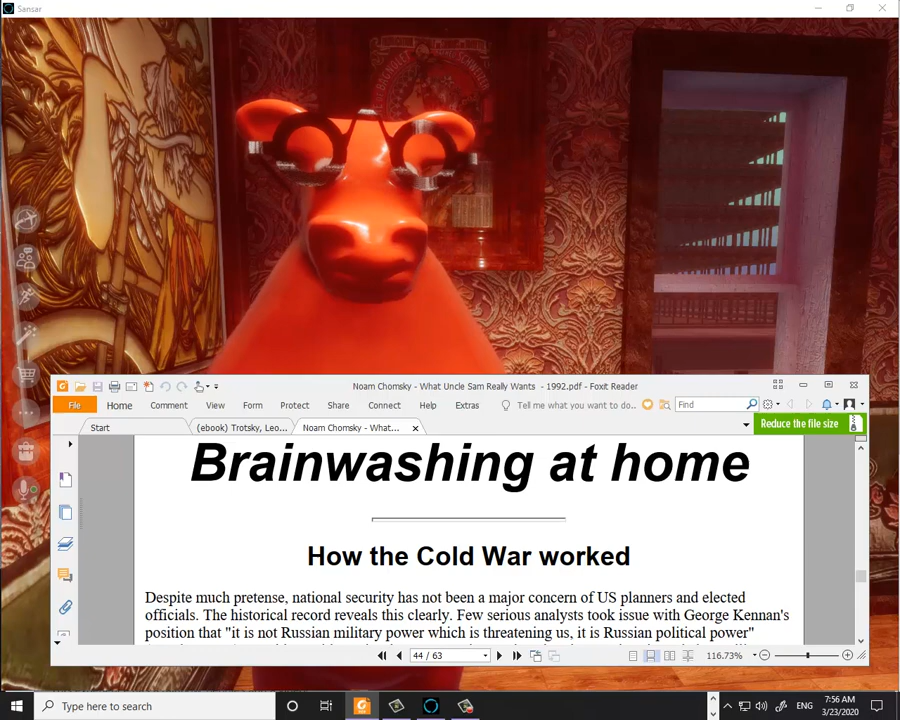 Sansar
Noam Chomsky - What Uncle Sam Really Wants - 1992.pdf - Foxit Reader
File Home Comment View Form Protect Share Connect Help Extras Tell me what you want to do.. Find
Start (ebook) Trotsky, Leo... Noam Chomsky - What... Reduce the file size
Brainwashing at home
How the Cold War worked
Despite much pretense, national security has not been a major concern of US planners and elected
officials. The historical record reveals this clearly. Few serious analysts took issue with George Kennan's
position that "it is not Russian military power which is threatening us, it is Russian political power"
44 / 63 116.73%
Type here to search
ENG
7:56 AM
3/23/2020